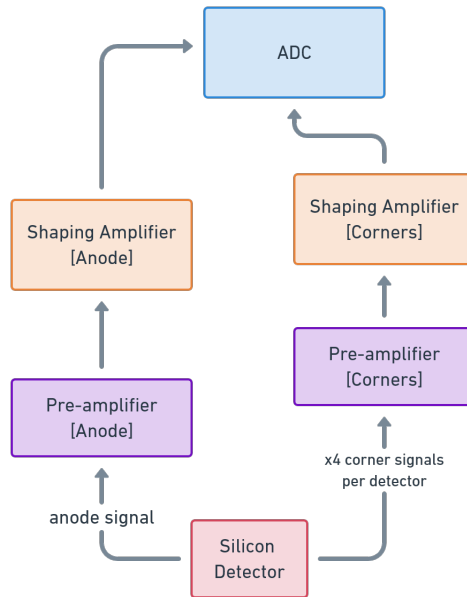 ADC
Shaping Amplifier
[Anode]
Shaping Amplifier
[Corners]
Pre-amplifier
[Anode]
Pre-amplifier
[Corners]
anode signal
x4 corner signals
per detector
Silicon
Detector